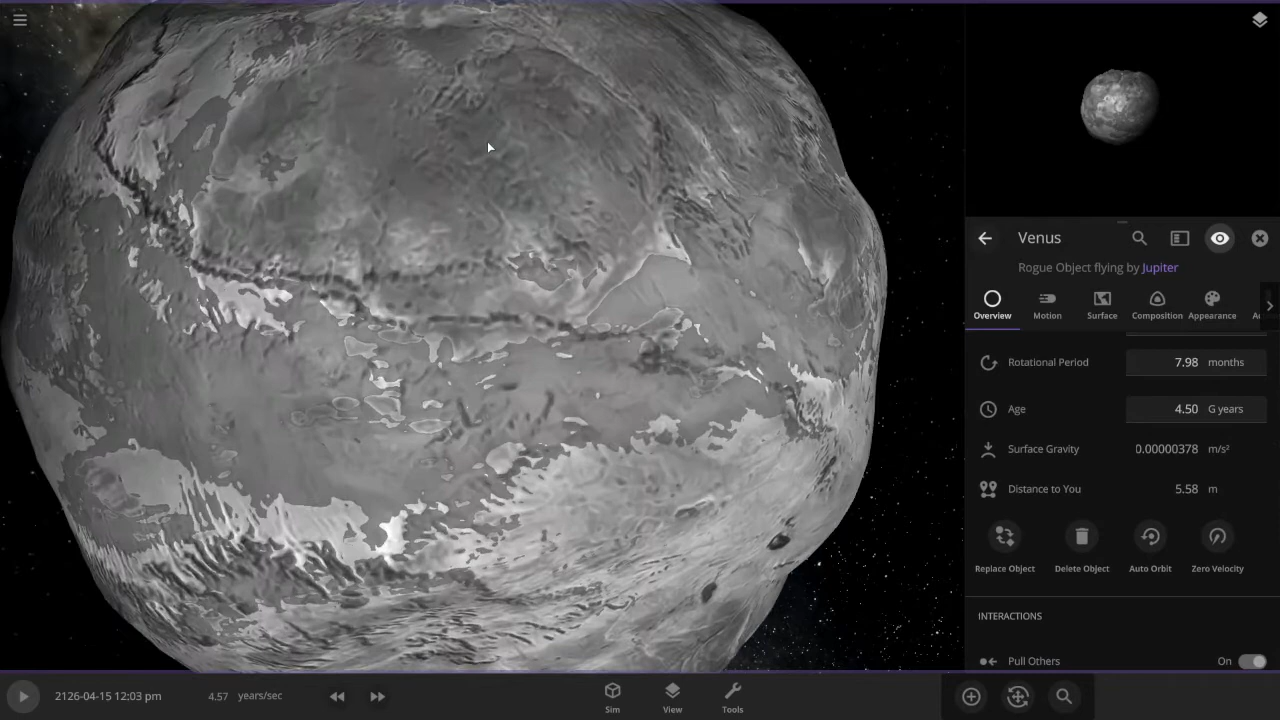 Venus
Rogue Object flying by Jupiter
Overview Motion Surface Composition Appearance
Rotational Period 7.98 months
Age 4.50 G years
Surface Gravity 0.00000378 m/s²
Distance to You 5.58 m
Replace Object Delete Object Auto Orbit Zero Velocity
INTERACTIONS
Pull Others On
2126-04-15 12:03 pm 4.57 years/sec Sim View Tools